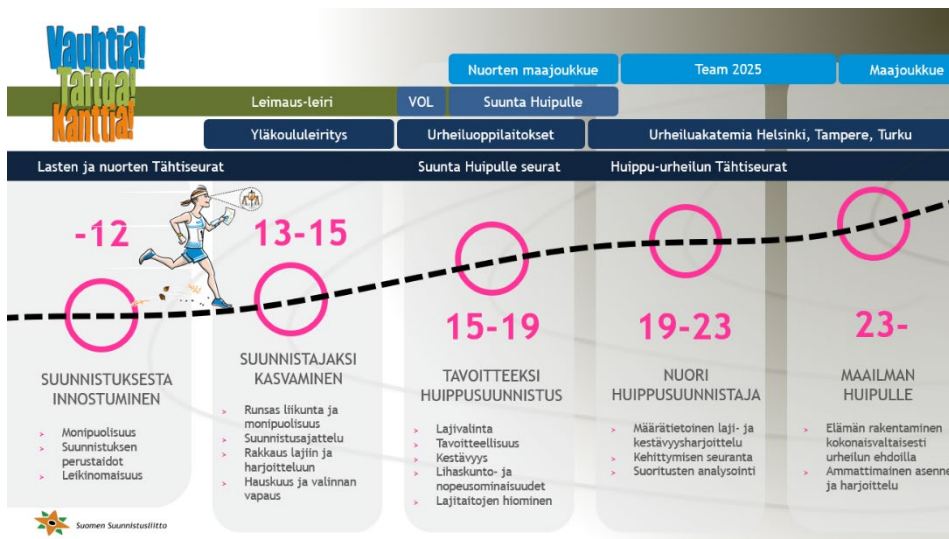 Vauhtia!
Taitoa!
Kanttia!
Nuorten maajoukkue
Team 2025
Maajoukkue
Leimaus-leiri
VOL
Suunta Huipulle
Yläkoululeiritys
Urheiluoppilaitokset
Urheiluakatemia Helsinki, Tampere, Turku
Lasten ja nuorten Tähtiseurat
Suunta Huipulle seurat
Huippu-urheilun Tähtiseurat
-12
SUUNNISTUKSESTA
INNOSTUMINEN
> Monipuolisuus
> Suunnistuksen
perustaidot
> Leikinomaisuus
13-15
SUUNNISTAJAKSI
KASVAMINEN
> Runsas liikunta ja
monipuolisuus
> Suunnistusajattelu
> Rakkaus lajiin ja
harjoitteluun
> Hauskuus ja valinnan
vapaus
15-19
TAVOITTEEKSI
HUIPPUSUUNNISTUS
> Lajivalinta
> Tavoitteellisuus
> Kestävyys
> Lihaskunto- ja
nopeusominaisuudet
> Lajitaitojen hiominen
19-23
NUORI
HUIPPUSUUNNISTAJA
> Määrätietoinen laji- ja
kestävyysharjoittelu
> Kehittymisen seuranta
> Suoritusten analysointi
23-
MAAILMAN
HUIPULLE
> Elämän rakentaminen
kokonaisvaltaisesti
urheilun ehdoilla
> Ammattimainen asenne
ja harjoittelu
Suomen Suunnistusliitto